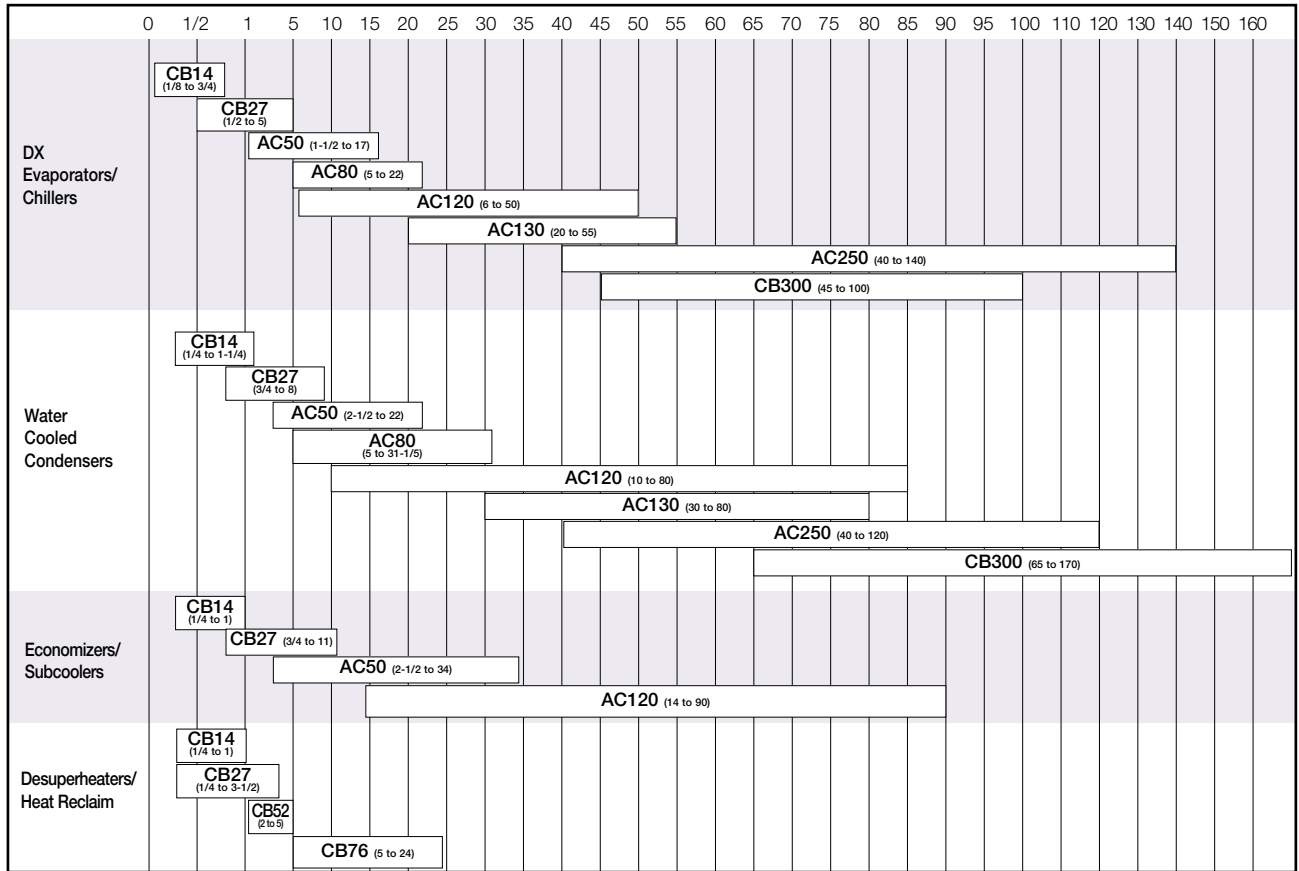 0 1/2 1 5 10 15 20 25 30 35 40 45 50 55 60 65 70 75 80 85 90 95 100 110 120 130 140 150 160
DX
Evaporators/
Chillers
CB14
(1/8 to 3/4)
CB27
(1/2 to 5)
AC50 (1-1/2 to 17)
AC80 (5 to 22)
AC120 (6 to 50)
AC130 (20 to 55)
AC250 (40 to 140)
CB300 (45 to 100)
Water
Cooled
Condensers
CB14
(1/4 to 1-1/4)
CB27
(3/4 to 8)
AC50 (2-1/2 to 22)
AC80
(5 to 31-1/5)
AC120 (10 to 80)
AC130 (30 to 80)
AC250 (40 to 120)
CB300 (65 to 170)
Economizers/
Subcoolers
CB14
(1/4 to 1)
CB27 (3/4 to 11)
AC50 (2-1/2 to 34)
AC120 (14 to 90)
Desuperheaters/
Heat Reclaim
CB14
(1/4 to 1)
CB27
(1/4 to 3-1/2)
CB52
(2 to 5)
CB76 (5 to 24)